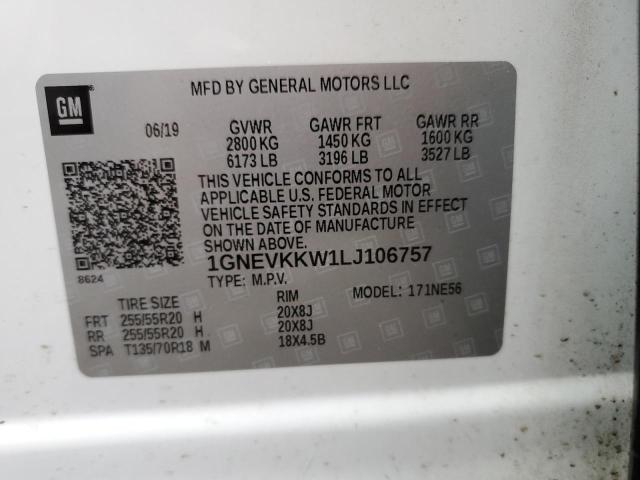 MFD BY GENERAL MOTORS LLC
GM
06/19 GVWR GAWR FRT GAWR RR
2800 KG 1450 KG 1600 KG
6173 LB 3196 LB 3527 LB
THIS VEHICLE CONFORMS TO ALL
APPLICABLE U.S. FEDERAL MOTOR
VEHICLE SAFETY STANDARDS IN EFFECT
ON THE DATE OF MANUFACTURE
SHOWN ABOVE.
8624
1GNEVKKW1LJ106757
TYPE: M.P.V.
MODEL: 171NE56
TIRE SIZE RIM
FRT 255/55R20 H 20X8J
RR 255/55R20 H 20X8J
SPA T135/70R18 M 18X4.5B